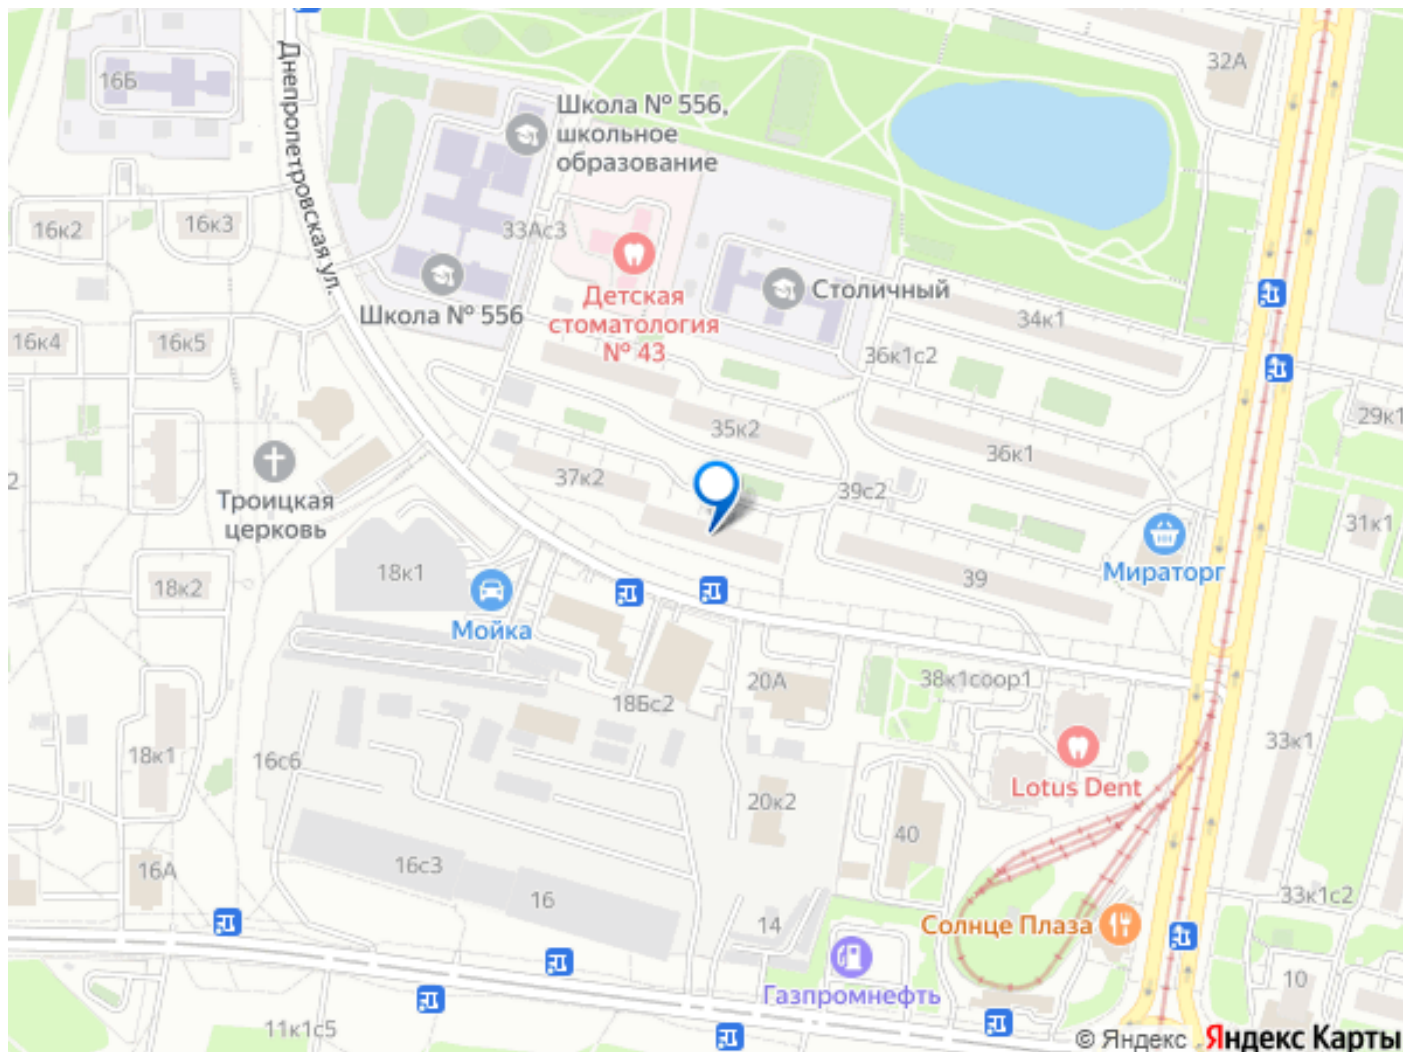 32А
16Б
Днепропетровская ул.
Школа № 556,
школьное
образование
16к2
16к3
33Ас3
Детская
стоматология
№ 43
Столичный
Школа № 556
34к1
16к4
16к5
36к1с2
29к1
35к2
36к1
2
Троицкая
церковь
37к2
39с2
31к1
18к1
Мираторг
39
18к2
Мойка
20А
38к1соор1
18Бс2
33к1
18к1
16с6
Lotus Dent
20к2
40
16А
16с3
33к1с2
16
14
Солнце Плаза
10
Газпромнефть
11к1с5
© Яндекс Яндекс Карты